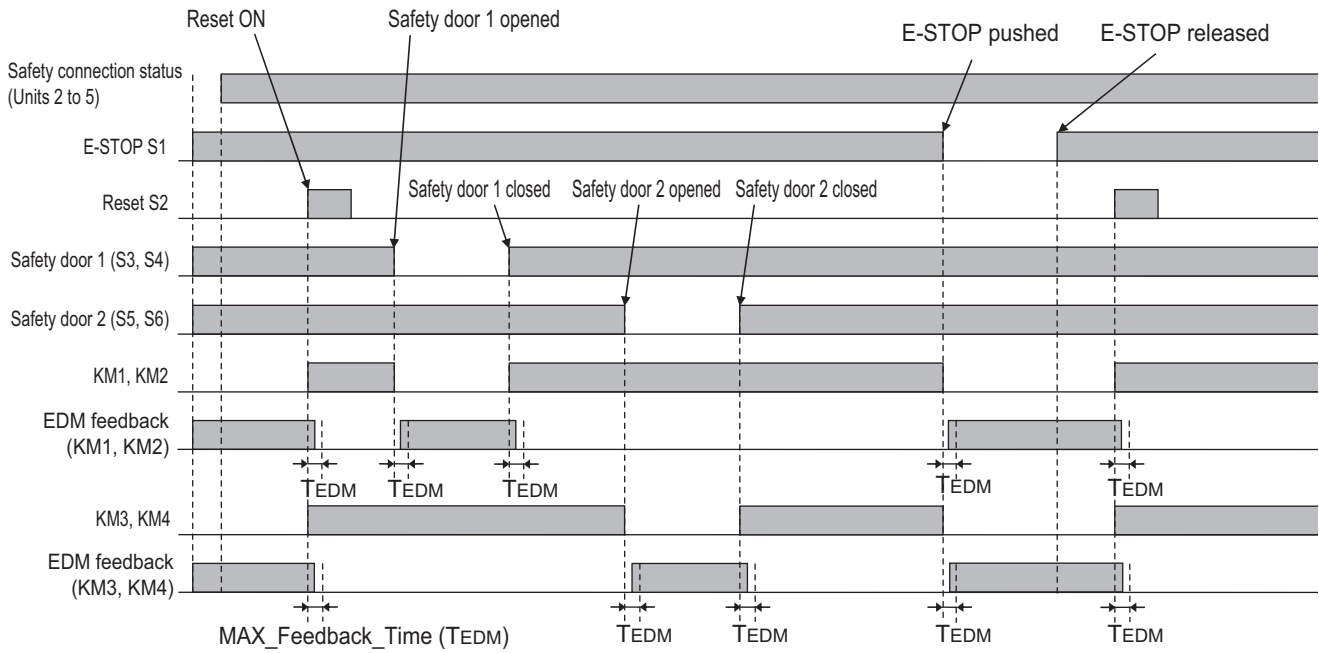 Reset ON
Safety door 1 opened
E-STOP pushed
E-STOP released
Safety connection status
(Units 2 to 5)
E-STOP S1
Reset S2
Safety door 1 closed
Safety door 2 opened
Safety door 2 closed
Safety door 1 (S3, S4)
Safety door 2 (S5, S6)
KM1, KM2
EDM feedback
(KM1, KM2)
TEDM
TEDM
TEDM
TEDM
TEDM
KM3, KM4
EDM feedback
(KM3, KM4)
MAX_Feedback_Time (TEDM)
TEDM
TEDM
TEDM
TEDM